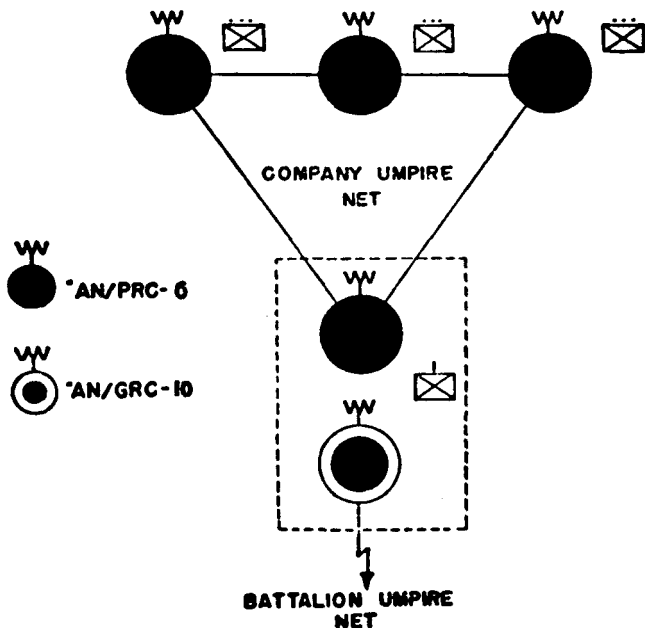 COMPANY UMPIRE
NET
"AN/PRC-6
"AN/GRC-10
BATTALION UMPIRE
NET